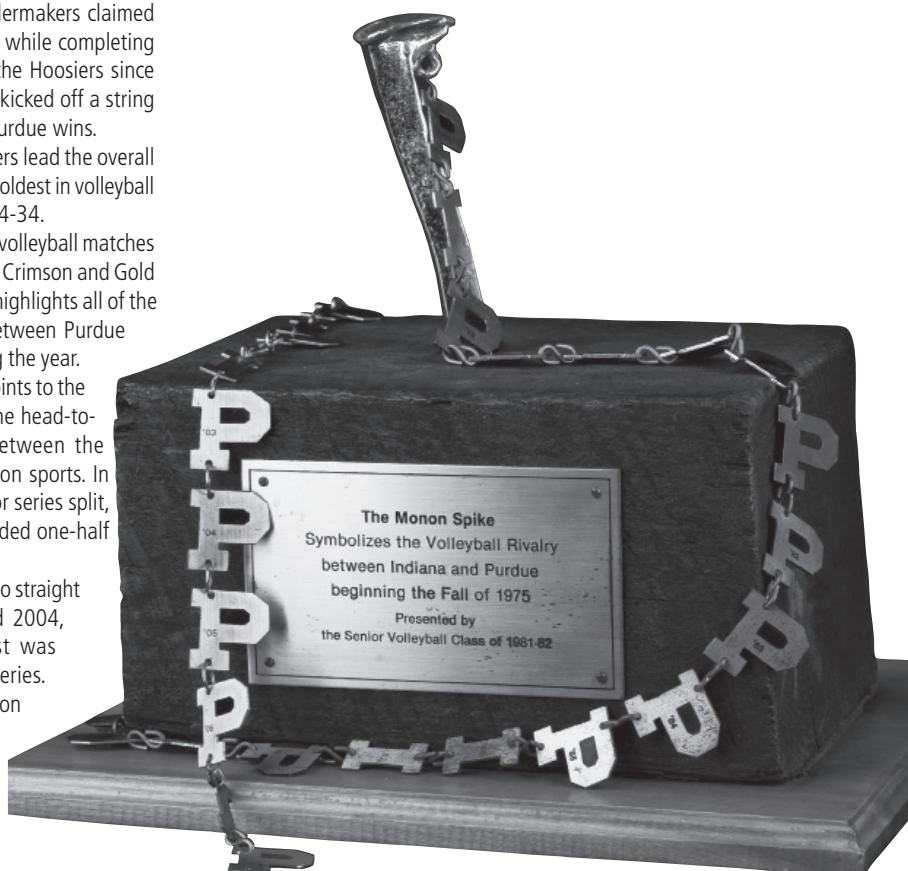 lermakers claimed
while completing
the Hoosiers since
kicked off a string
urdue wins.
ers lead the overall
oldest in volleyball
4-34.
volleyball matches
Crimson and Gold
highlights all of the
etween Purdue
g the year.
oints to the
ne head-to-
etween the
on sports. In
or series split,
ded one-half
o straight
d 2004,
st was
eries.
on
P
I
P
P
'03
P
'04
P
'05
P
'06
The Monon Spike
Symbolizes the Volleyball Rivalry
between Indiana and Purdue
beginning the Fall of 1975
Presented by
the Senior Volleyball Class of 1981-82
P
P
P
P
'84
P
I
I
P
P